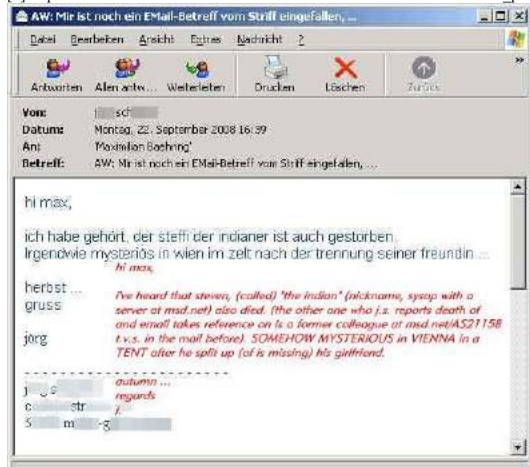 AW: Mir ist noch ein EMail-Betreff vom Striff eingefallen, ...
Datei Bearbeiten Ansicht Extras Nachricht ?
Antworten Allen antw... Weiterleiten Drucken Löschen Zurück »
Von: j sch
Datum: Montag, 22. September 2008 16:39
An: 'Maximilian Baehring'
Betreff: AW: Mir ist noch ein EMail-Betreff vom Striff eingefallen, ...
hi max,
ich habe gehört, der steffi der indianer ist auch gestorben.
Irgendwie mysteriös in wien im zelt nach der trennung seiner freundin ...
hi max,
herbst ...
gruss
jörg
I've heard that steven, (called) "the indian" (nickname, sysop with a
server at msd.net) also died. (the other one who j.s. reports death of
and email takes reference on is a former colleague at msd.net/AS21158
t.v.s. in the mail before). SOMEHOW MYSTERIOUS in VIENNA in a
TENT after he split up (of is missing) his girlfriend.
- - - - - - - - - - - - - - - - - - - - - - - -
autumn ...
regards
j.
j s
c str
S m -g